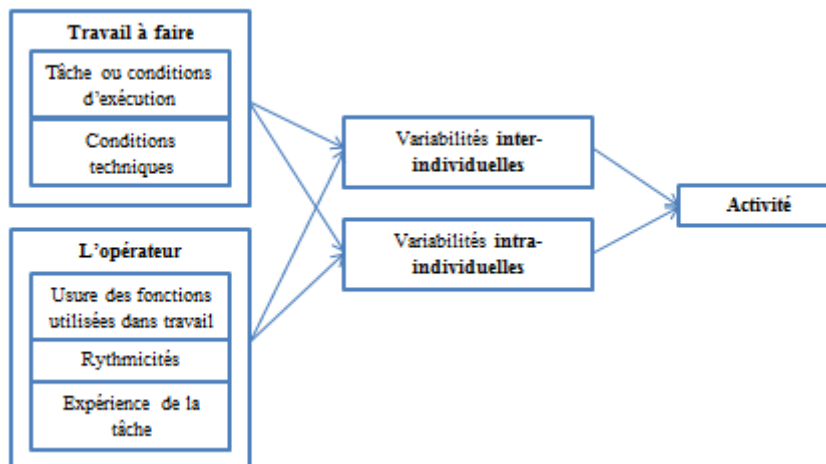 Travail à faire
Tâche ou conditions
d'exécution
Conditions
techniques
L'opérateur
Usure des fonctions
utilisées dans travail
Rythmicités
Expérience de la
tâche
Variabilités inter-
individuelles
Variabilités intra-
individuelles
Activité